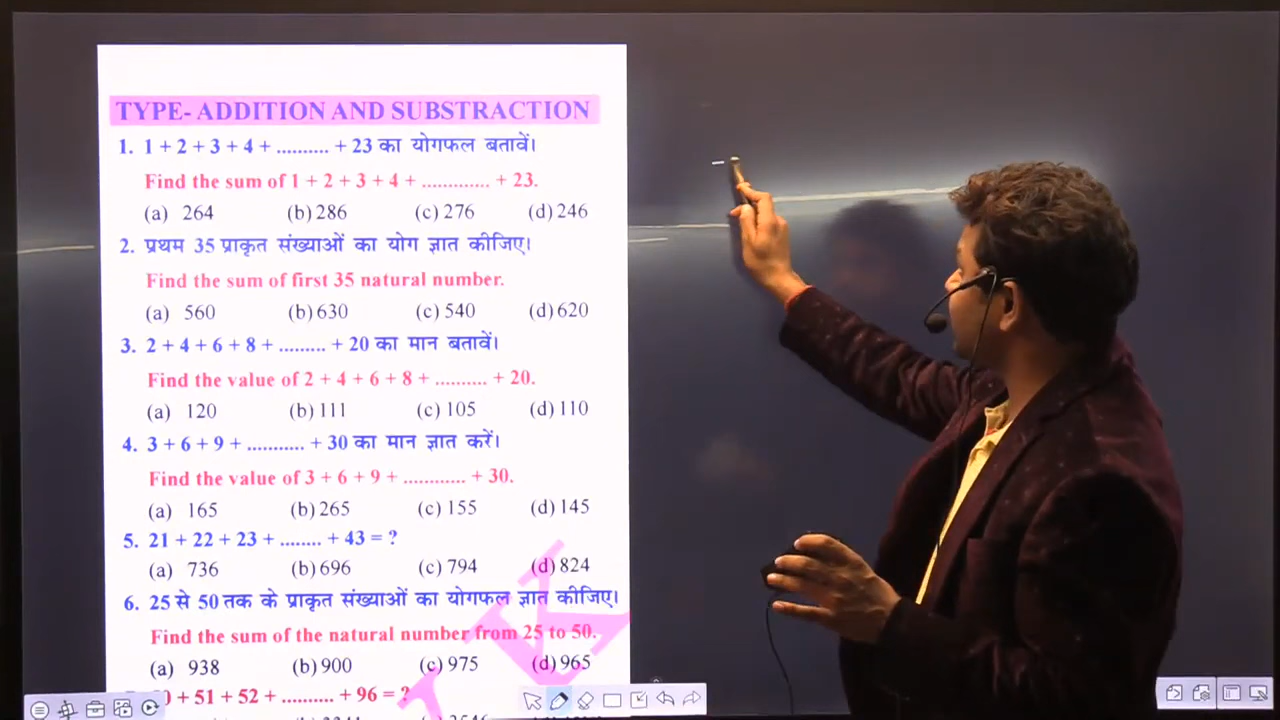 TYPE- ADDITION AND SUBSTRACTION
1. 1 + 2 + 3 + 4 + .......... + 23 का योगफल बतावें।
Find the sum of 1 + 2 + 3 + 4 + ............. + 23.
(a) 264 (b) 286 (c) 276 (d) 246
2. प्रथम 35 प्राकृत संख्याओं का योग ज्ञात कीजिए।
Find the sum of first 35 natural number.
(a) 560 (b) 630 (c) 540 (d) 620
3. 2 + 4 + 6 + 8 + ......... + 20 का मान बतावें।
Find the value of 2 + 4 + 6 + 8 + .......... + 20.
(a) 120 (b) 111 (c) 105 (d) 110
4. 3 + 6 + 9 + ........... + 30 का मान ज्ञात करें।
Find the value of 3 + 6 + 9 + ............ + 30.
(a) 165 (b) 265 (c) 155 (d) 145
5. 21 + 22 + 23 + ........ + 43 = ?
(a) 736 (b) 696 (c) 794 (d) 824
6. 25 से 50 तक के प्राकृत संख्याओं का योगफल ज्ञात कीजिए।
Find the sum of the natural number from 25 to 50.
(a) 938 (b) 900 (c) 975 (d) 965
+ 51 + 52 + .......... + 96 = ?